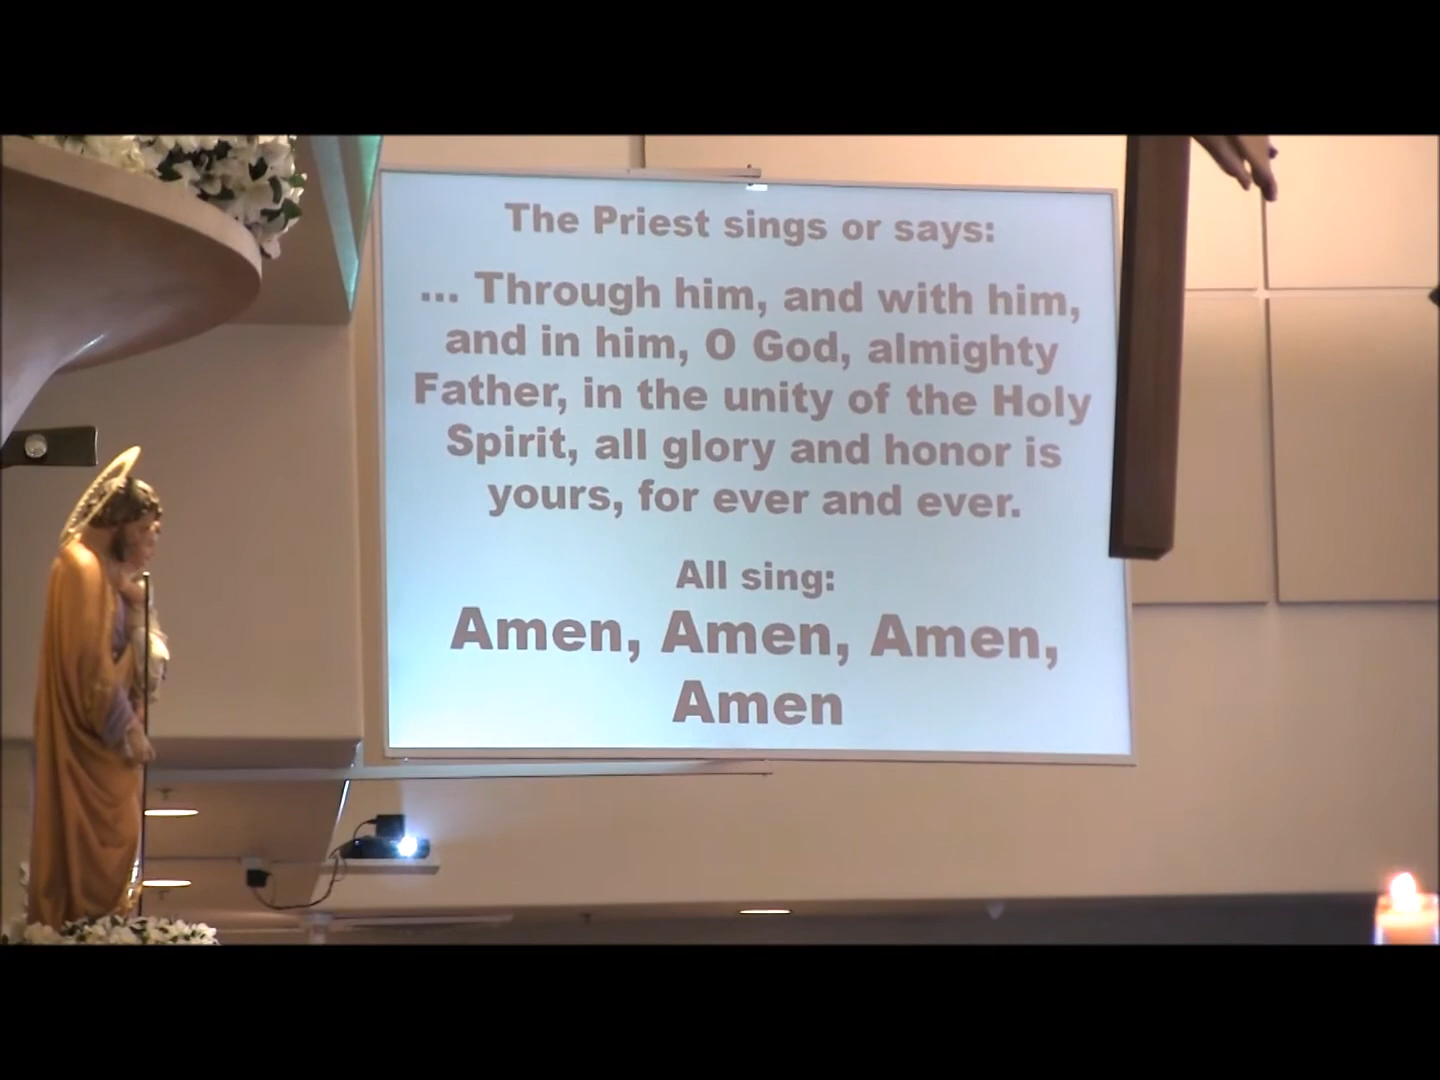 The Priest sings or says:
... Through him, and with him,
and in him, O God, almighty
Father, in the unity of the Holy
Spirit, all glory and honor is
yours, for ever and ever.
All sing:
Amen, Amen, Amen,
Amen